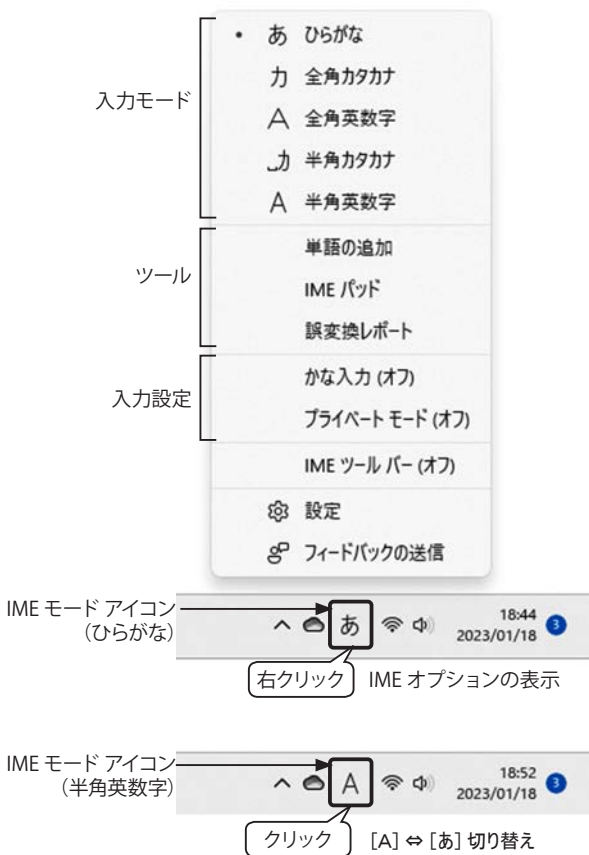 入力モード
• あ ひらがな
カ 全角カタカナ
A 全角英数字
カ 半角カタカナ
A 半角英数字
ツール
単語の追加
IME パッド
誤変換レポート
入力設定
かな入力 (オフ)
プライベート モード (オフ)
IME ツール バー (オフ)
設定
フィードバックの送信
IME モード アイコン
(ひらがな)
あ
18:44
2023/01/18
3
右クリック IME オプションの表示
IME モード アイコン
(半角英数字)
A
18:52
2023/01/18
3
クリック [A] ⇔ [あ] 切り替え